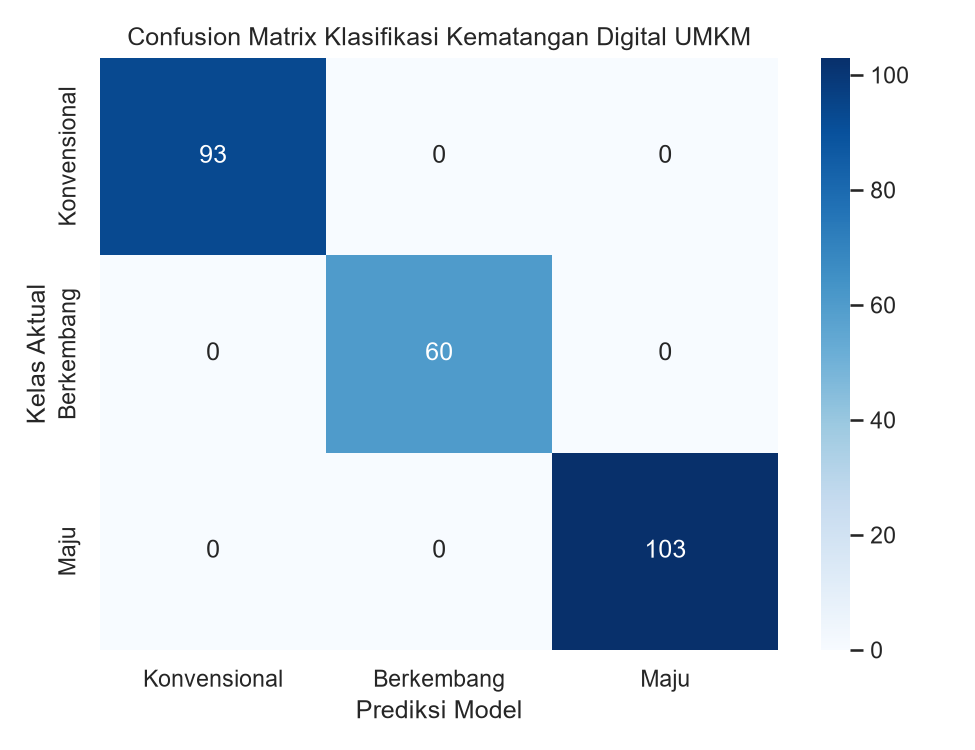 Confusion Matrix Klasifikasi Kematangan Digital UMKM
Kelas Aktual
Konvensional
93
0
0
Berkembang
0
60
0
Maju
0
0
103
Konvensional
Berkembang
Maju
Prediksi Model
100
80
60
40
20
0